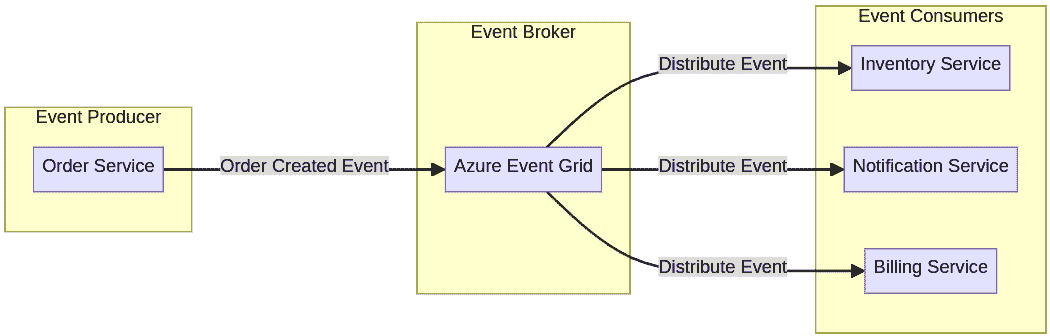 Event Producer
Order Service
Order Created Event
Event Broker
Azure Event Grid
Distribute Event
Distribute Event
Distribute Event
Event Consumers
Inventory Service
Notification Service
Billing Service